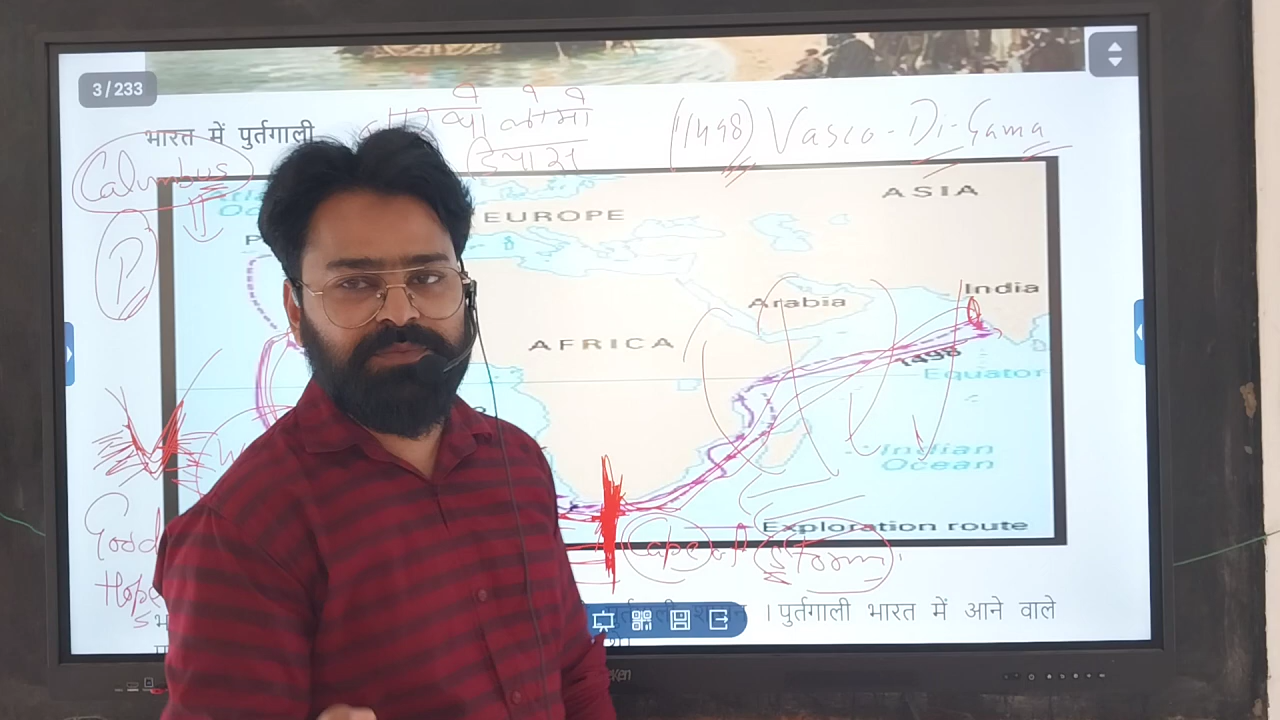 3 / 233
भारत में पुर्तगाली
डियास
(1498) Vasco-Di-Gama
Calumbus
P
EUROPE
ASIA
India
Arabia
AFRICA
1498
Equator
Indian
Ocean
Exploration route
Good
Hope
Cape of Storm
। पुर्तगाली भारत में आने वाले